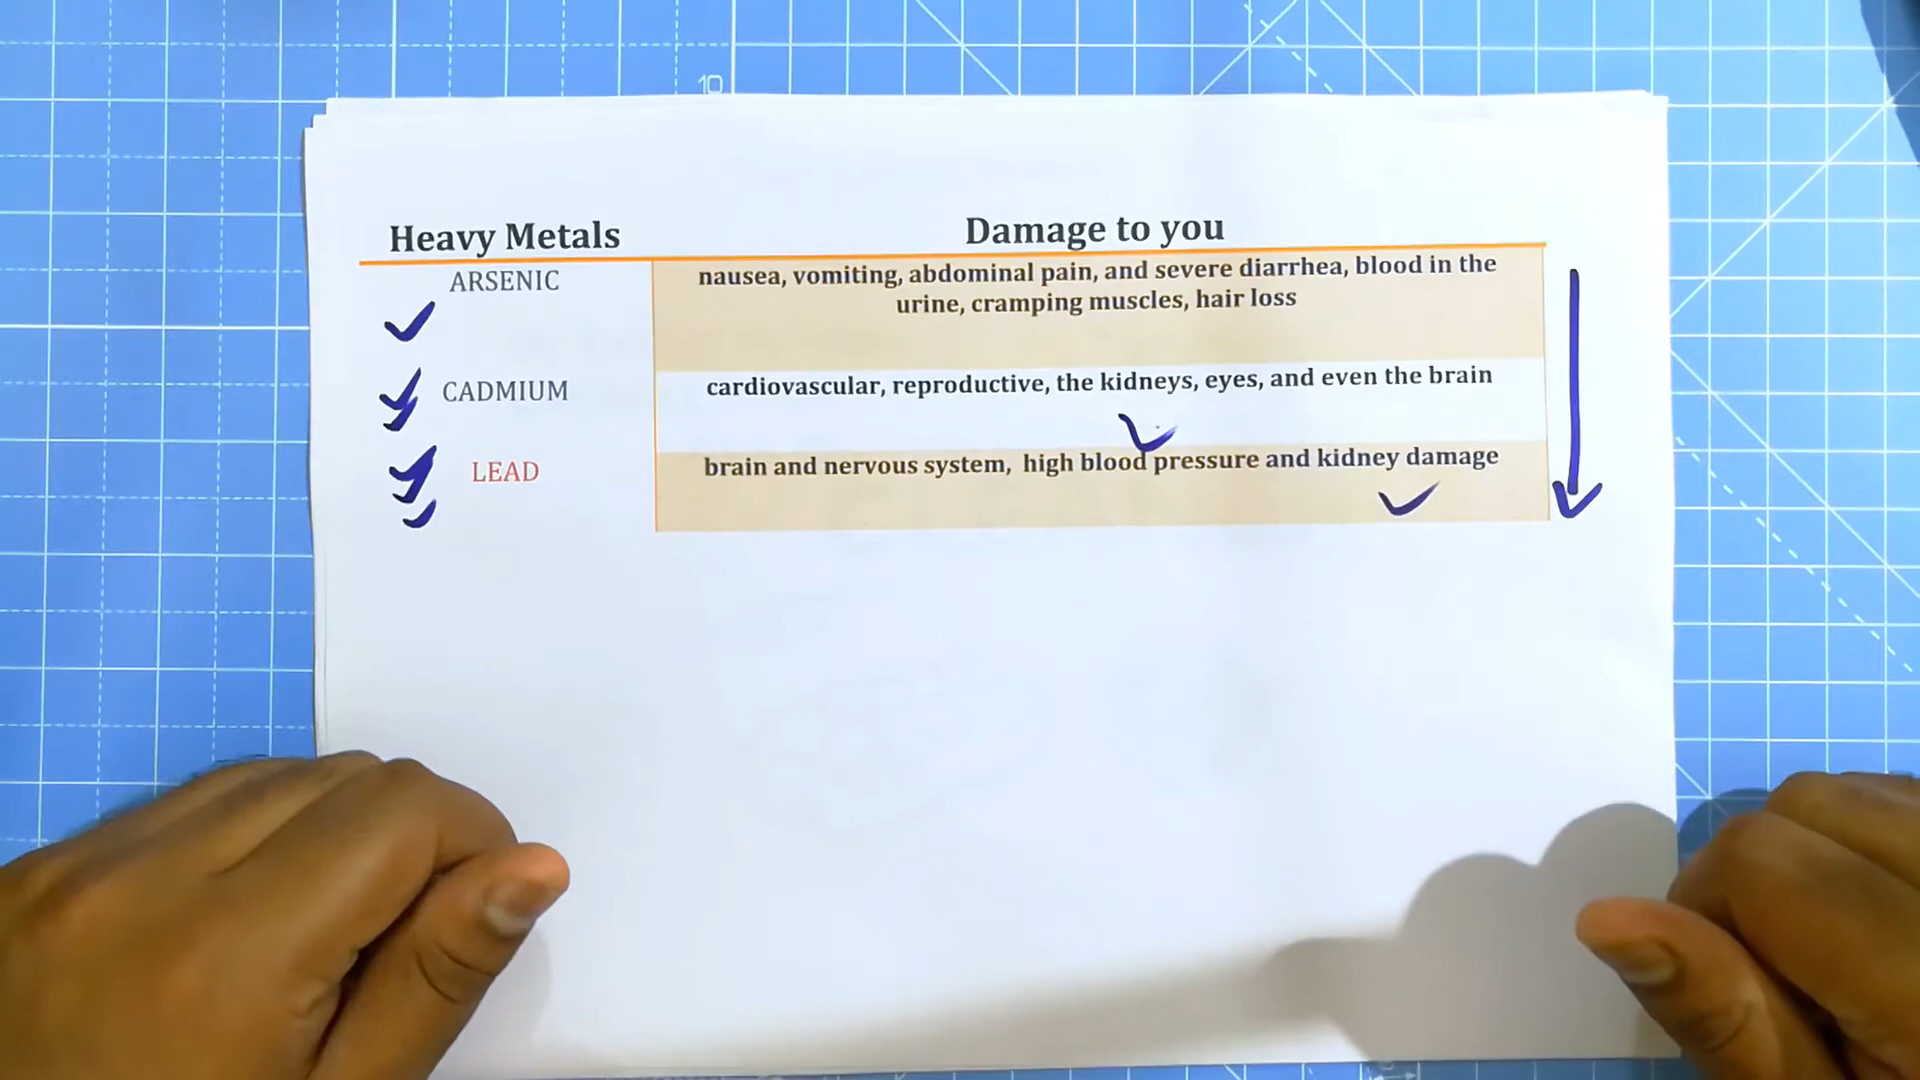 10
Heavy Metals
Damage to you
ARSENIC
nausea, vomiting, abdominal pain, and severe diarrhea, blood in the
urine, cramping muscles, hair loss
CADMIUM
cardiovascular, reproductive, the kidneys, eyes, and even the brain
LEAD
brain and nervous system, high blood pressure and kidney damage